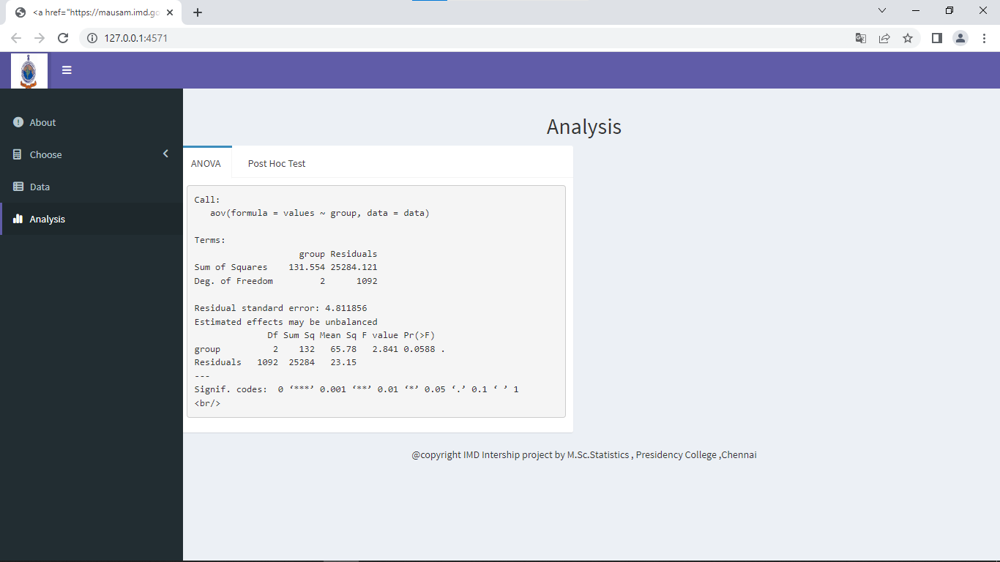 <a href="https://mausam.imd.go
127.0.0.1:4571
About
Choose
Data
Analysis
Analysis
ANOVA Post Hoc Test
Call:
   aov(formula = values ~ group, data = data)
Terms:
                    group Residuals
Sum of Squares    131.554 25284.121
Deg. of Freedom         2      1092
Residual standard error: 4.811856
Estimated effects may be unbalanced
              Df Sum Sq Mean Sq F value Pr(>F)
group          2    132   65.78   2.841 0.0588 .
Residuals   1092  25284   23.15
---
Signif. codes:  0 ‘***’ 0.001 ‘**’ 0.01 ‘*’ 0.05 ‘.’ 0.1 ‘ ’ 1
<br/>
@copyright IMD Intership project by M.Sc.Statistics , Presidency College ,Chennai